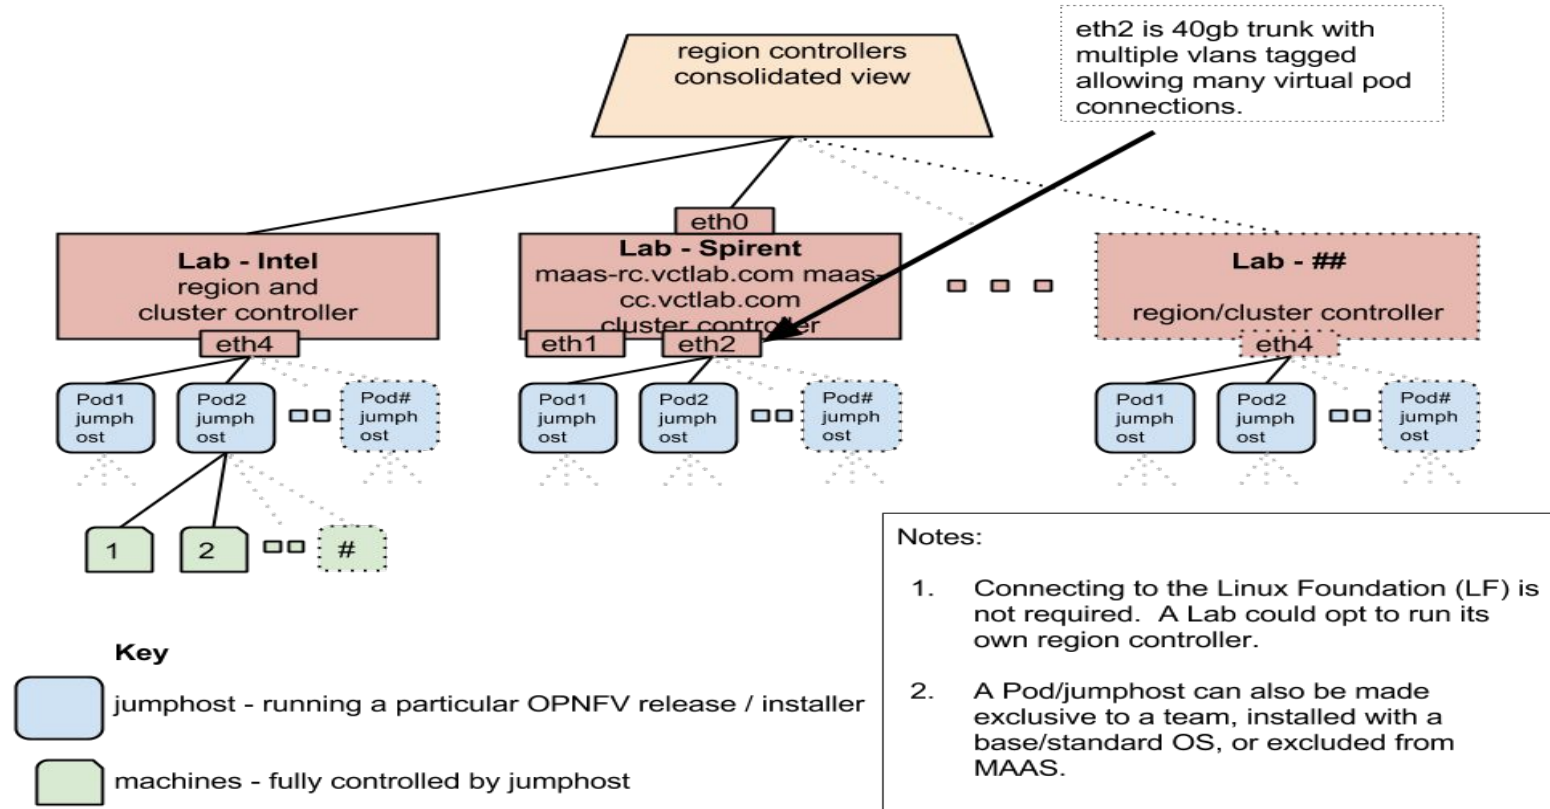 region controllers
consolidated view
eth2 is 40gb trunk with
multiple vlans tagged
allowing many virtual pod
connections.
eth0
Lab - Intel
region and
cluster controller
eth4
Lab - Spirent
maas-rc.vctlab.com maas-
cc.vctlab.com
cluster controller
eth1
eth2
Lab - ##
region/cluster controller
eth4
Pod1
jumph
ost
Pod2
jumph
ost
Pod#
jumph
ost
Pod1
jumph
ost
Pod2
jumph
ost
Pod#
jumph
ost
Pod1
jumph
ost
Pod2
jumph
ost
Pod#
jumph
ost
1
2
#
Key
jumphost - running a particular OPNFV release / installer
machines - fully controlled by jumphost
Notes:
1. Connecting to the Linux Foundation (LF) is
not required. A Lab could opt to run its
own region controller.
2. A Pod/jumphost can also be made
exclusive to a team, installed with a
base/standard OS, or excluded from
MAAS.